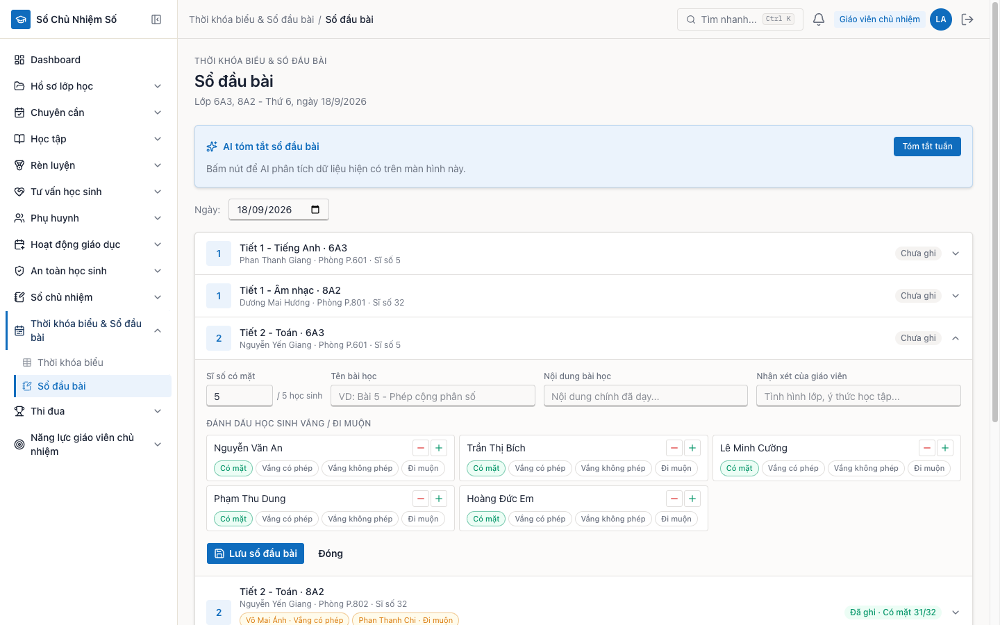 Sổ Chủ Nhiệm Số
Thời khóa biểu & Sổ đầu bài / Sổ đầu bài
Tìm nhanh... Ctrl K
Giáo viên chủ nhiệm
LA
Dashboard
Hồ sơ lớp học
Chuyên cần
Học tập
Rèn luyện
Tư vấn học sinh
Phụ huynh
Hoạt động giáo dục
An toàn học sinh
Sổ chủ nhiệm
Thời khóa biểu & Sổ đầu
bài
Thời khóa biểu
Sổ đầu bài
Thi đua
Năng lực giáo viên chủ
nhiệm
THỜI KHÓA BIỂU & SỔ ĐẦU BÀI
Sổ đầu bài
Lớp 6A3, 8A2 - Thứ 6, ngày 18/9/2026
AI tóm tắt sổ đầu bài
Tóm tắt tuần
Bấm nút để AI phân tích dữ liệu hiện có trên màn hình này.
Ngày: 18/09/2026
1
Tiết 1 - Tiếng Anh · 6A3
Phan Thanh Giang · Phòng P.601 · Sĩ số 5
Chưa ghi
1
Tiết 1 - Âm nhạc · 8A2
Dương Mai Hương · Phòng P.801 · Sĩ số 32
Chưa ghi
2
Tiết 2 - Toán · 6A3
Nguyễn Yến Giang · Phòng P.601 · Sĩ số 5
Chưa ghi
Sĩ số có mặt
5 / 5 học sinh
Tên bài học
VD: Bài 5 - Phép cộng phân số
Nội dung bài học
Nội dung chính đã dạy...
Nhận xét của giáo viên
Tình hình lớp, ý thức học tập...
ĐÁNH DẤU HỌC SINH VẮNG / ĐI MUỘN
Nguyễn Văn An
Có mặt Vắng có phép Vắng không phép Đi muộn
Trần Thị Bích
Có mặt Vắng có phép Vắng không phép Đi muộn
Lê Minh Cường
Có mặt Vắng có phép Vắng không phép Đi muộn
Phạm Thu Dung
Có mặt Vắng có phép Vắng không phép Đi muộn
Hoàng Đức Em
Có mặt Vắng có phép Vắng không phép Đi muộn
Lưu sổ đầu bài
Đóng
2
Tiết 2 - Toán · 8A2
Nguyễn Yến Giang · Phòng P.802 · Sĩ số 32
Võ Mai Ánh · Vắng có phép Phan Thanh Chi · Đi muộn
Đã ghi · Có mặt 31/32